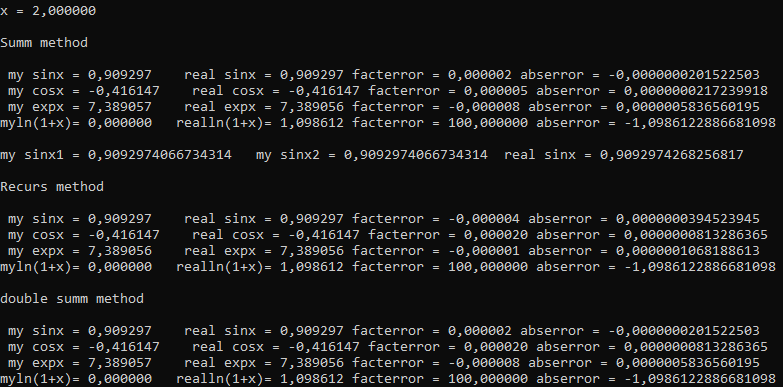 x = 2,000000
Summ method
my sinx = 0,909297 real sinx = 0,909297 facterror = 0,000002 abserror = -0,0000000201522503
my cosx = -0,416147 real cosx = -0,416147 facterror = 0,000005 abserror = 0,0000000217239918
my expx = 7,389057 real expx = 7,389056 facterror = -0,000008 abserror = 0,0000005836560195
myln(1+x)= 0,000000 realln(1+x)= 1,098612 facterror = 100,000000 abserror = -1,0986122886681098
my sinx1 = 0,9092974066734314 my sinx2 = 0,9092974066734314 real sinx = 0,9092974268256817
Recurs method
my sinx = 0,909297 real sinx = 0,909297 facterror = -0,000004 abserror = 0,0000000394523945
my cosx = -0,416147 real cosx = -0,416147 facterror = 0,000020 abserror = 0,0000000813286365
my expx = 7,389056 real expx = 7,389056 facterror = -0,000001 abserror = 0,0000001068188613
myln(1+x)= 0,000000 realln(1+x)= 1,098612 facterror = 100,000000 abserror = -1,0986122886681098
double summ method
my sinx = 0,909297 real sinx = 0,909297 facterror = 0,000002 abserror = -0,0000000201522503
my cosx = -0,416147 real cosx = -0,416147 facterror = 0,000020 abserror = 0,0000000813286365
my expx = 7,389057 real expx = 7,389056 facterror = -0,000008 abserror = 0,0000005836560195
myln(1+x)= 0,000000 realln(1+x)= 1,098612 facterror = 100,000000 abserror = -1,0986122886681098